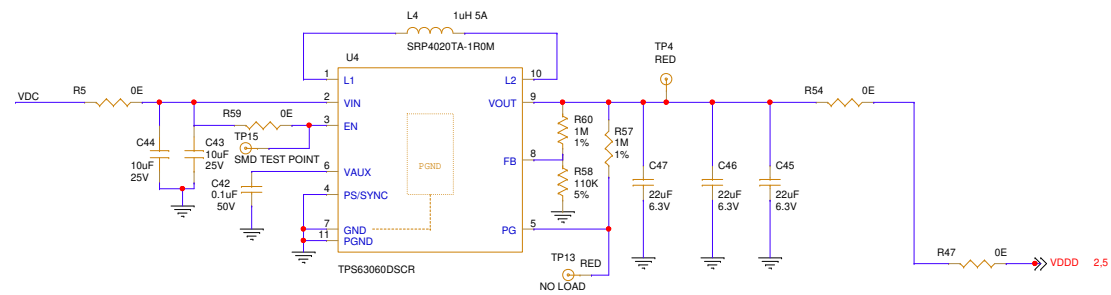 L4 1uH 5A
SRP4020TA-1R0M
TP4
RED
U4
VDC
R5 0E
1 L1
L2 10
2 VIN
VOUT 9
R54 0E
R59 0E
3 EN
TP15
SMD TEST POINT
C44
10uF
25V
C43
10uF
25V
R60
1M
1%
R57
1M
1%
PGND
FB 8
6 VAUX
C42
0.1uF
50V
4 PS/SYNC
R58
110K
5%
C47
22uF
6.3V
C46
22uF
6.3V
C45
22uF
6.3V
7 GND
11 PGND
PG 5
TPS63060DSCR
TP13 RED
NO LOAD
R47 0E
VDDD 2,5